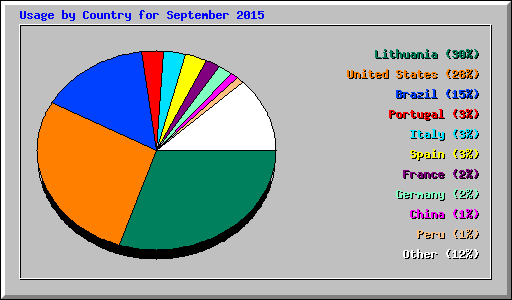 Usage by Country for September 2015
Lithuania (30%)
United States (28%)
Brazil (15%)
Portugal (3%)
Italy (3%)
Spain (3%)
France (2%)
Germany (2%)
China (1%)
Peru (1%)
Other (12%)